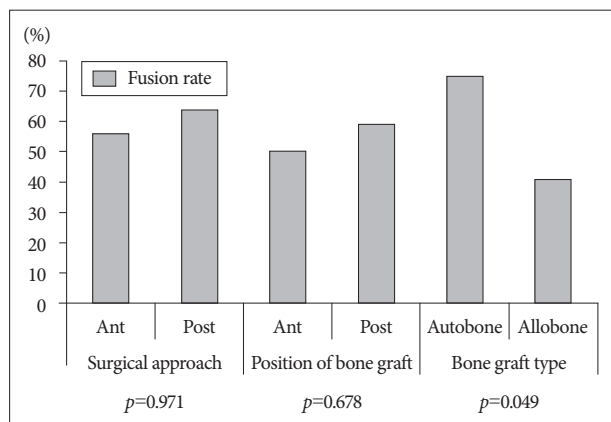 (%)
80
Fusion rate
70
60
50
40
30
20
10
0
Ant Post Ant Post Autobone Allobone
Surgical approach Position of bone graft Bone graft type
p=0.971 p=0.678 p=0.049